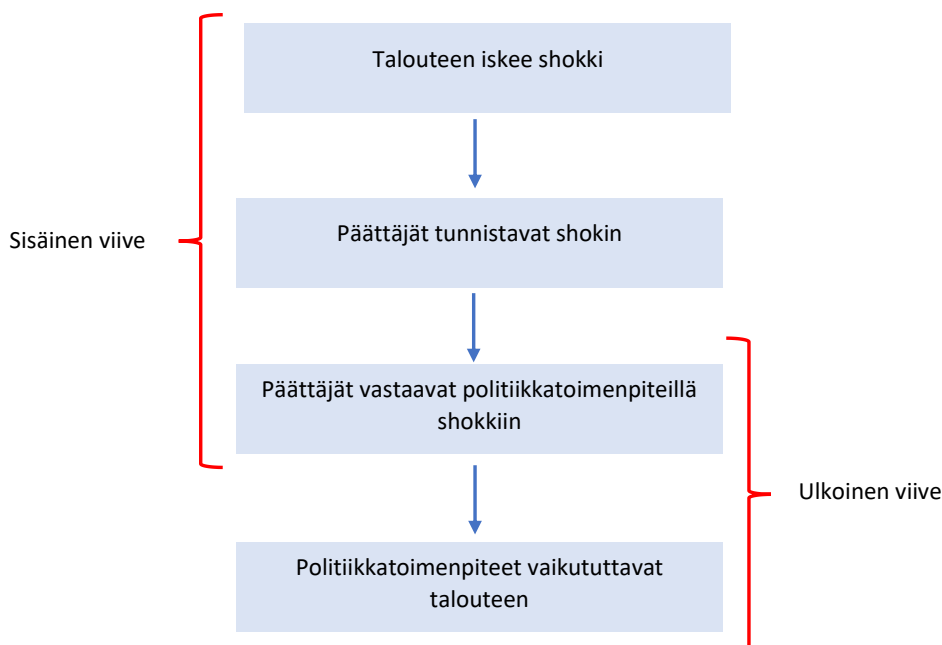 Talouteen iskee shokki
Päättäjät tunnistavat shokin
Sisäinen viive
Päättäjät vastaavat politiikkatoimenpiteillä
shokkiin
Ulkoinen viive
Politiikkatoimenpiteet vaikututtavat
talouteen